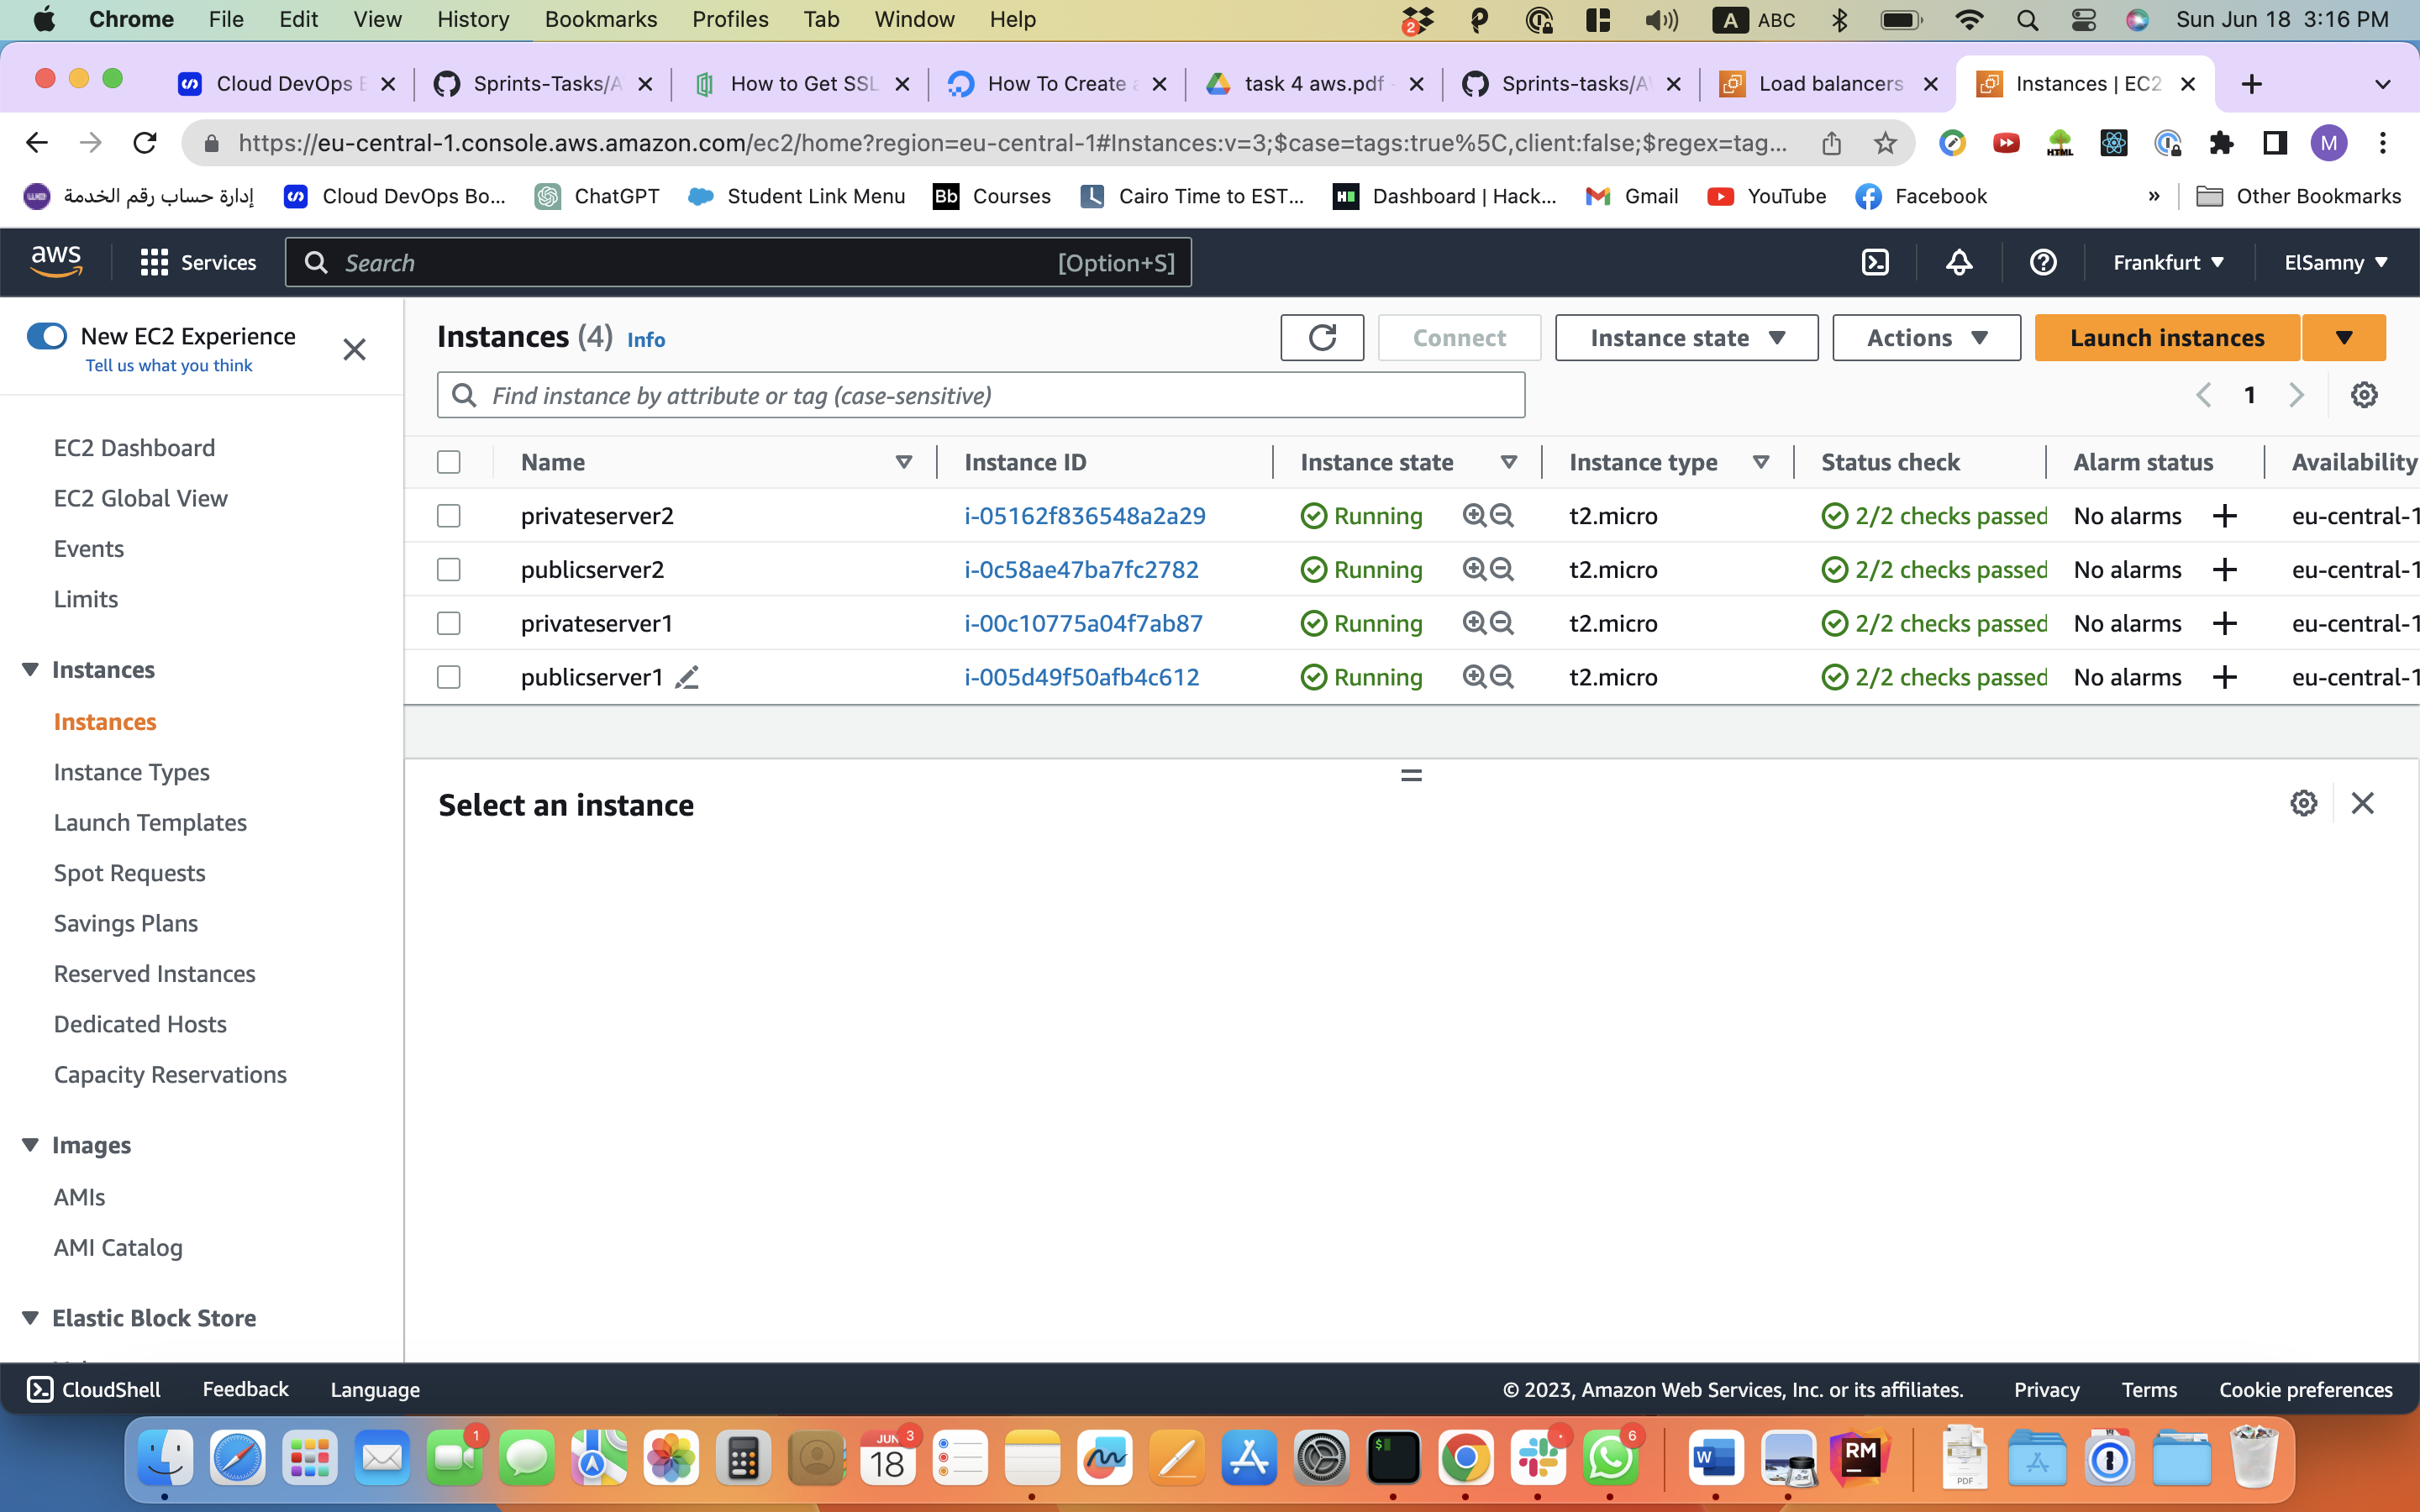 Chrome File Edit View History Bookmarks Profiles Tab Window Help 2 A ABC Sun Jun 18 3:16 PM
Cloud DevOps Sprints-Tasks/A How to Get SSL How To Create a task 4 aws.pdf Sprints-tasks/A Load balancers Instances | EC2
https://eu-central-1.console.aws.amazon.com/ec2/home?region=eu-central-1#Instances:v=3;$case=tags:true%5C,client:false;$regex=tag... HTML M
إدارة حساب رقم الخدمة Cloud DevOps Bo... ChatGPT Student Link Menu Bb Courses Cairo Time to EST... Dashboard | Hack... Gmail YouTube Facebook » Other Bookmarks
aws Services Search [Option+S] Frankfurt ElSamny
New EC2 Experience
Tell us what you think
Instances (4) Info Connect Instance state Actions Launch instances
Find instance by attribute or tag (case-sensitive) 1
Name Instance ID Instance state Instance type Status check Alarm status Availability
privateserver2 i-05162f836548a2a29 Running t2.micro 2/2 checks passed No alarms eu-central-1
publicserver2 i-0c58ae47ba7fc2782 Running t2.micro 2/2 checks passed No alarms eu-central-1
privateserver1 i-00c10775a04f7ab87 Running t2.micro 2/2 checks passed No alarms eu-central-1
publicserver1 i-005d49f50afb4c612 Running t2.micro 2/2 checks passed No alarms eu-central-1
Select an instance
EC2 Dashboard
EC2 Global View
Events
Limits
Instances
Instances
Instance Types
Launch Templates
Spot Requests
Savings Plans
Reserved Instances
Dedicated Hosts
Capacity Reservations
Images
AMIs
AMI Catalog
Elastic Block Store
CloudShell Feedback Language © 2023, Amazon Web Services, Inc. or its affiliates. Privacy Terms Cookie preferences
1 JUN 3 18 $ 6 W RM PDF